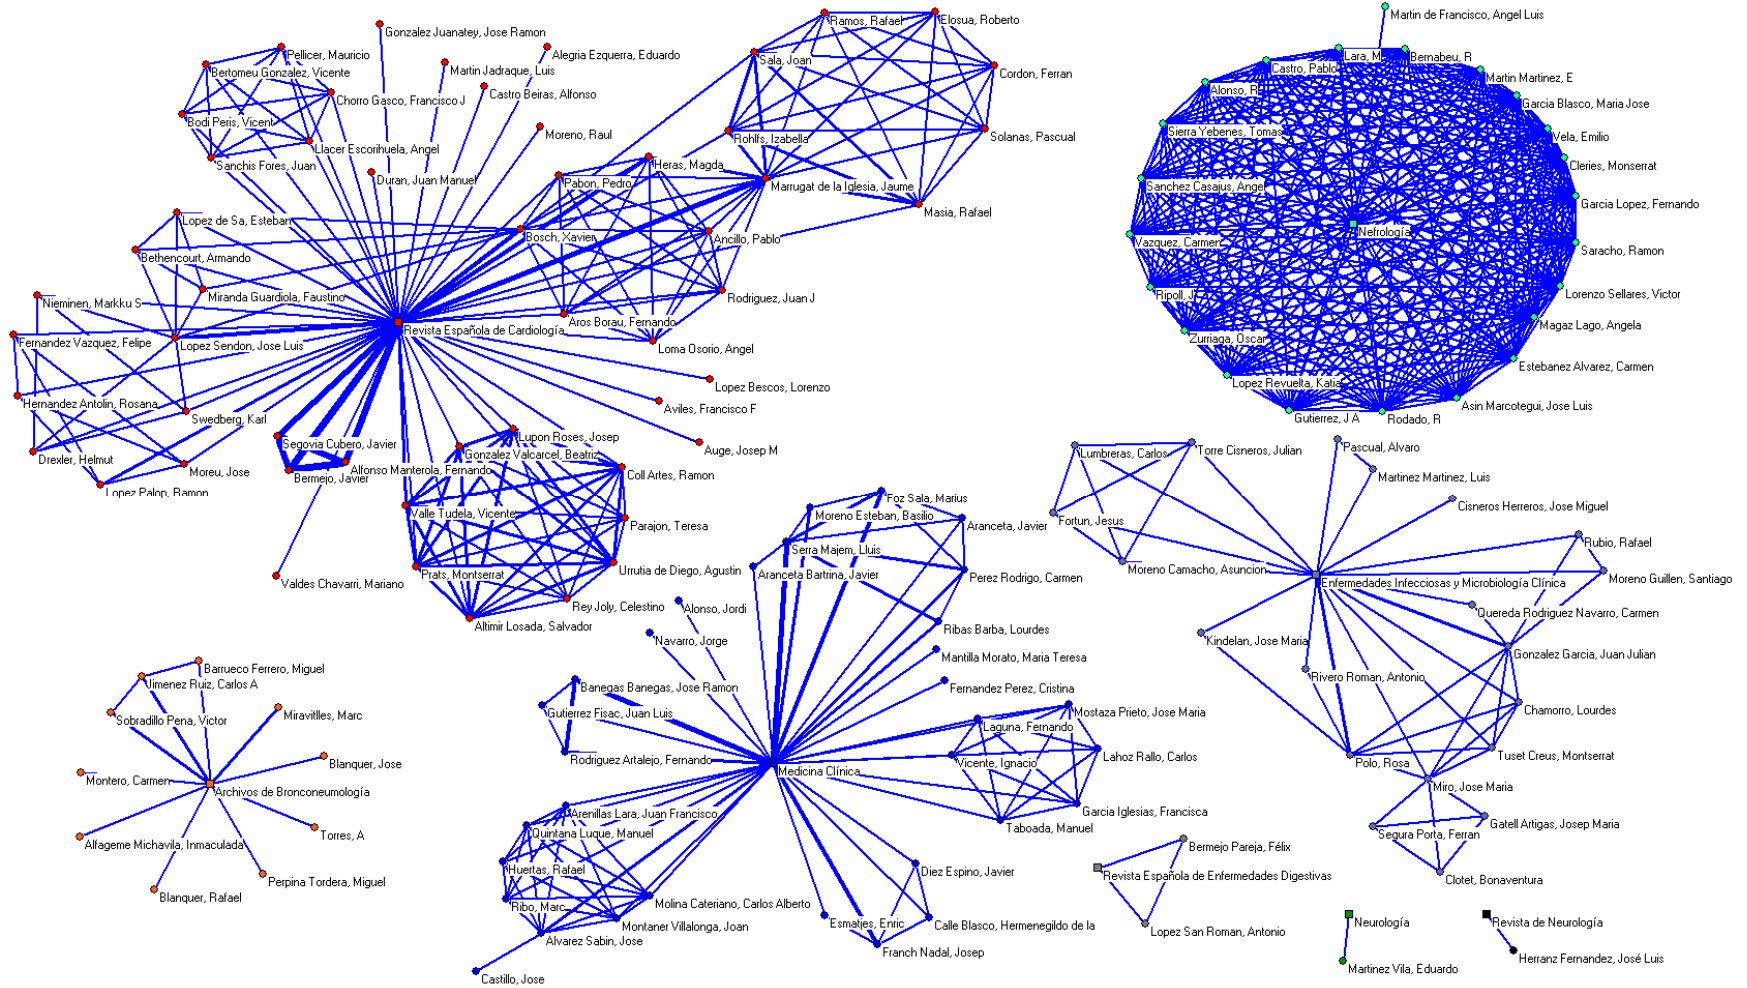 Gonzalez Juanatey, Jose Ramon
Pellicer, Mauricio
Alegria Ezquerra, Eduardo
Bertomeu Gonzalez, Vicente
Martin Jadraque, Luis
Castro Beiras, Alfonso
Chorro Gasco, Francisco J
Bodi Peris, Vicent
Moreno, Raul
Llacer Escorihuela, Angel
Sanchis Fores, Juan
Duran, Juan Manuel
Ramos, Rafael
Elosua, Roberto
Sala, Joan
Cordon, Ferran
Rohlfs, Izabella
Solanas, Pascual
Marrugat de la Iglesia, Jaume
Masia, Rafael
Heras, Magda
Pabon, Pedro
Bosch, Xavier
Ancillo, Pablo
Rodriguez, Juan J
Aros Borau, Fernando
Loma Osorio, Angel
Lopez de Sa, Esteban
Bethencourt, Armando
Miranda Guardiola, Faustino
Nieminen, Markku S
Revista Española de Cardiología
Fernandez Vazquez, Felipe
Lopez Sendon, Jose Luis
Hernandez Antolin, Rosana
Swedberg, Karl
Drexler, Helmut
Moreu, Jose
Lopez Palop, Ramon
Lopez Bescos, Lorenzo
Aviles, Francisco F
Auge, Josep M
Segovia Cubero, Javier
Alfonso Manterola, Fernando
Bermejo, Javier
Valdes Chavarri, Mariano
Lupon Roses, Josep
Gonzalez Valcarcel, Beatriz
Coll Artes, Ramon
Valle Tudela, Vicente
Parajon, Teresa
Prats, Montserrat
Urrutia de Diego, Agustin
Rey Joly, Celestino
Altimir Losada, Salvador
Martin de Francisco, Angel Luis
Lara, M
Bernabeu, R
Castro, Pablo
Martin Martinez, E
Alonso, R
Garcia Blasco, Maria Jose
Sierra Yebenes, Tomas
Vela, Emilio
Cleries, Monserrat
Sanchez Casajus, Angel
Garcia Lopez, Fernando
Nefrología
Vazquez, Carmen
Saracho, Ramon
Ripoll, J
Lorenzo Sellares, Victor
Zurriaga, Oscar
Magaz Lago, Angela
Lopez Revuelta, Katia
Estebanez Alvarez, Carmen
Gutierrez, J A
Rodado, R
Asin Marcotegui, Jose Luis
Lumbreras, Carlos
Torre Cisneros, Julian
Pascual, Alvaro
Martinez Martinez, Luis
Cisneros Herreros, Jose Miguel
Fortun, Jesus
Moreno Camacho, Asuncion
Rubio, Rafael
Enfermedades Infecciosas y Microbiología Clínica
Moreno Guillen, Santiago
Quereda Rodriguez Navarro, Carmen
Kindelan, Jose Maria
Gonzalez Garcia, Juan Julian
Rivero Roman, Antonio
Chamorro, Lourdes
Polo, Rosa
Tuset Creus, Montserrat
Miro, Jose Maria
Segura Porta, Ferran
Gatell Artigas, Josep Maria
Clotet, Bonaventura
Foz Sala, Marius
Moreno Esteban, Basilio
Aranceta, Javier
Serra Majem, Lluis
Aranceta Bartrina, Javier
Perez Rodrigo, Carmen
Alonso, Jordi
Ribas Barba, Lourdes
Navarro, Jorge
Mantilla Morato, Maria Teresa
Banegas Banegas, Jose Ramon
Fernandez Perez, Cristina
Gutierrez Fisac, Juan Luis
Rodriguez Artalejo, Fernando
Medicina Clínica
Mostaza Prieto, Jose Maria
Laguna, Fernando
Vicente, Ignacio
Lahoz Rallo, Carlos
Garcia Iglesias, Francisca
Taboada, Manuel
Arenillas Lara, Juan Francisco
Quintana Luque, Manuel
Huertas, Rafael
Ribo, Marc
Molina Cateriano, Carlos Alberto
Montaner Villalonga, Joan
Alvarez Sabin, Jose
Castillo, Jose
Diez Espino, Javier
Esmatjes, Enric
Calle Blasco, Hermenegildo de la
Franch Nadal, Josep
Barrueco Ferrero, Miguel
Jimenez Ruiz, Carlos A
Sobradillo Pena, Victor
Miravitlles, Marc
Blanquer, Jose
Montero, Carmen
Archivos de Bronconeumología
Torres, A
Alfageme Michavila, Inmaculada
Perpina Tordera, Miguel
Blanquer, Rafael
Bermejo Pareja, Félix
Revista Española de Enfermedades Digestivas
Lopez San Roman, Antonio
Neurología
Martinez Vila, Eduardo
Revista de Neurología
Herranz Fernandez, José Luis